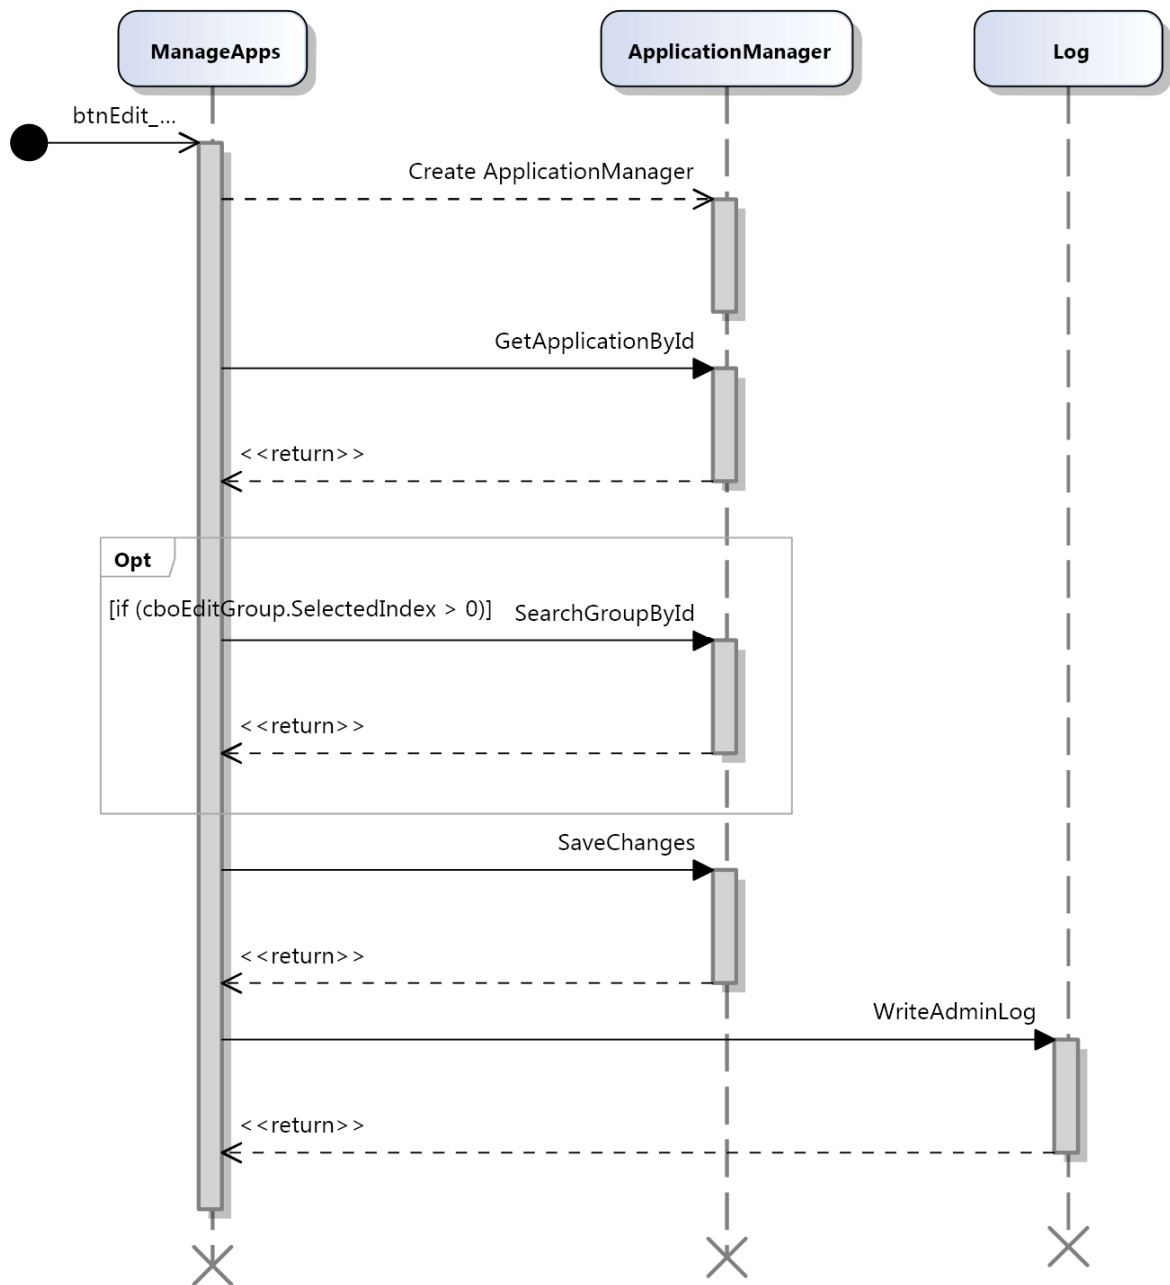 ManageApps
ApplicationManager
Log
btnEdit_...
Create ApplicationManager
GetApplicationById
<<return>>
Opt
[if (cboEditGroup.SelectedIndex > 0)]
SearchGroupById
<<return>>
SaveChanges
<<return>>
WriteAdminLog
<<return>>